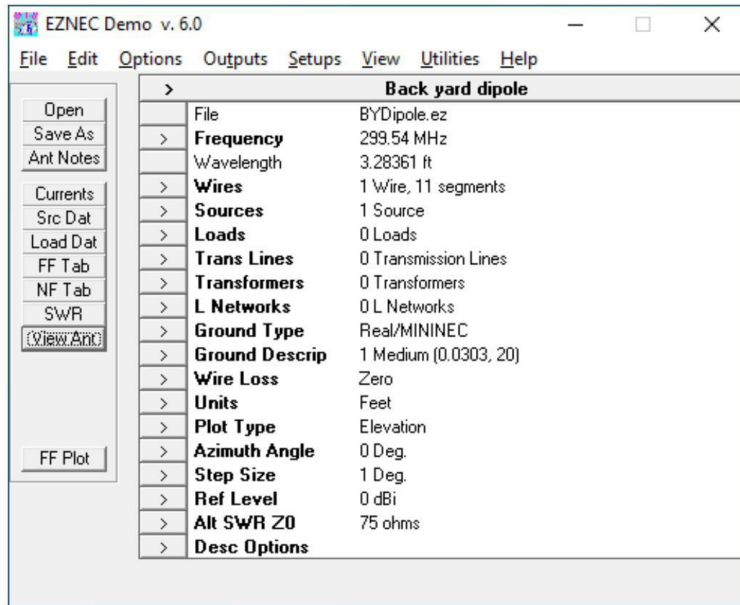 EZNEC Demo v. 6.0
File Edit Options Outputs Setups View Utilities Help
Open
Save As
Ant Notes
Currents
Src Dat
Load Dat
FF Tab
NF Tab
SWR
View Ant
FF Plot
> Back yard dipole
File BYDipole.ez
> Frequency 299.54 MHz
Wavelength 3.28361 ft
> Wires 1 Wire, 11 segments
> Sources 1 Source
> Loads 0 Loads
> Trans Lines 0 Transmission Lines
> Transformers 0 Transformers
> L Networks 0 L Networks
> Ground Type Real/MININEC
> Ground Descrip 1 Medium (0.0303, 20)
> Wire Loss Zero
> Units Feet
> Plot Type Elevation
> Azimuth Angle 0 Deg.
> Step Size 1 Deg.
> Ref Level 0 dBi
> Alt SWR Z0 75 ohms
> Desc Options